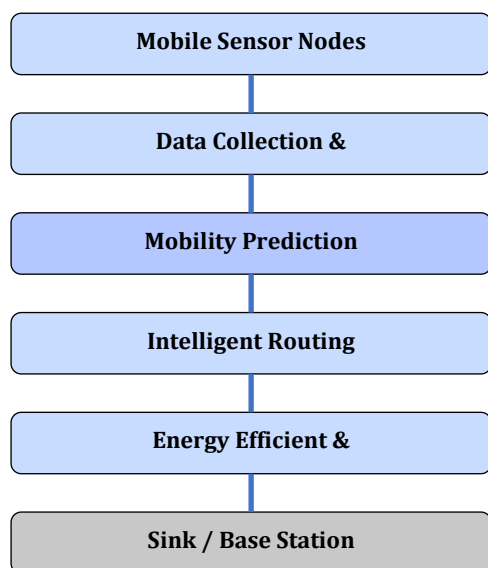 Mobile Sensor Nodes
Data Collection &
Mobility Prediction
Intelligent Routing
Energy Efficient &
Sink / Base Station